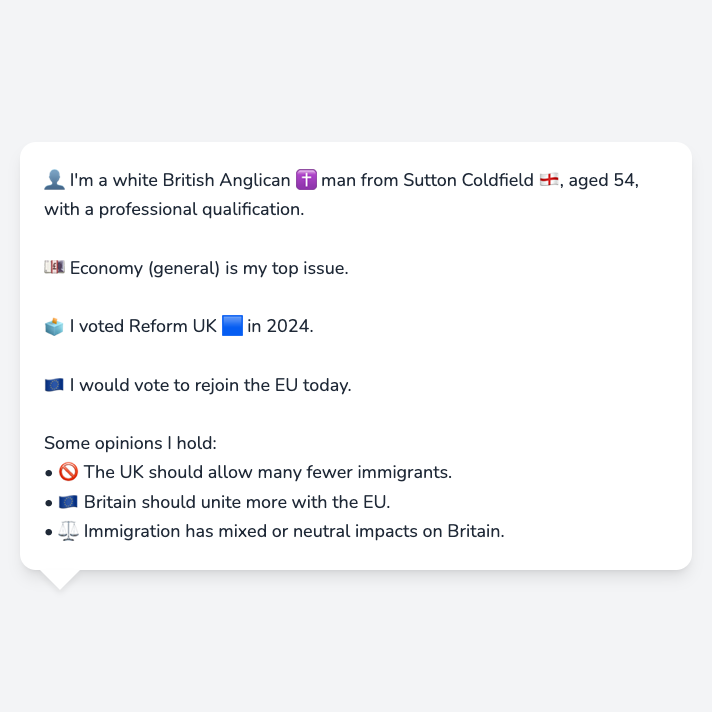 👤 I'm a white British Anglican ✝️ man from Sutton Coldfield 🏴󠁧󠁢󠁥󠁮󠁧󠁿, aged 54,
with a professional qualification.
💷 Economy (general) is my top issue.
🗳️ I voted Reform UK 🟦 in 2024.
🇪🇺 I would vote to rejoin the EU today.
Some opinions I hold:
• 🚫 The UK should allow many fewer immigrants.
• 🇪🇺 Britain should unite more with the EU.
• ⚖️ Immigration has mixed or neutral impacts on Britain.